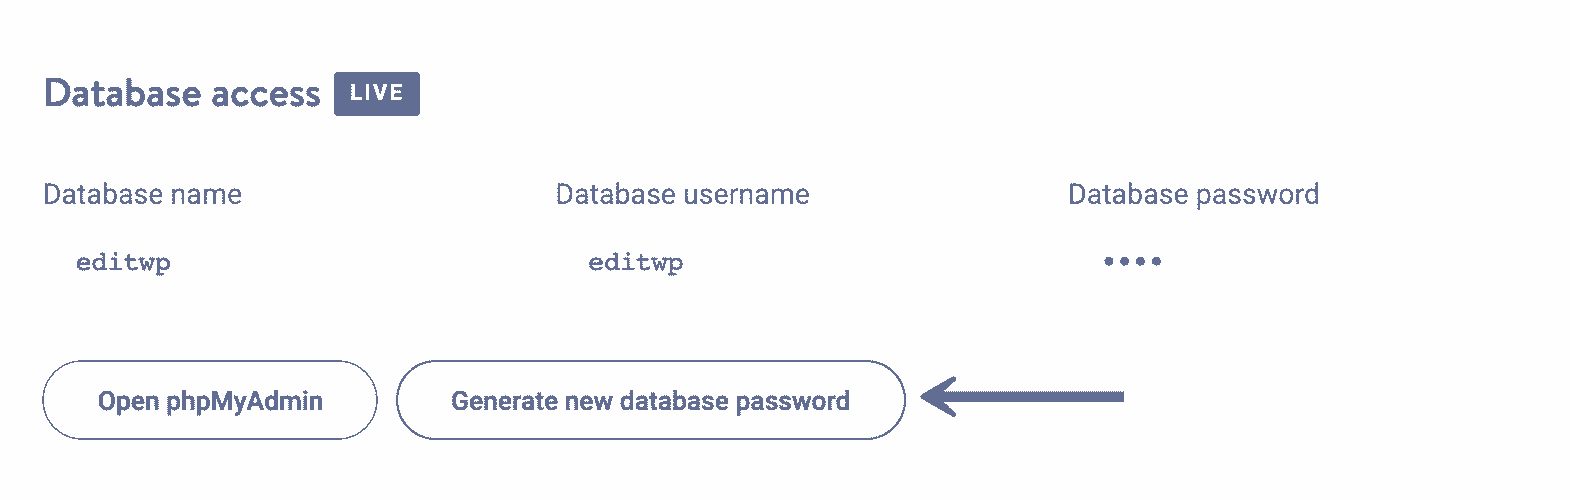 Database access LIVE
Database name Database username Database password
editwp editwp ••••
Open phpMyAdmin Generate new database password